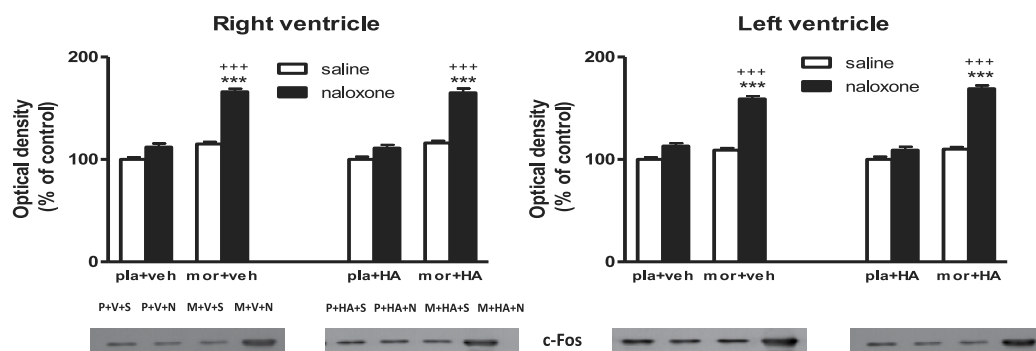 Right ventricle
200
100
0
Optical density
(% of control)
saline
naloxone
+++
***
+++
***
pla+veh mor+veh pla+HA mor+HA
P+V+S P+V+N M+V+S M+V+N P+HA+S P+HA+N M+HA+S M+HA+N
Left ventricle
200
100
0
Optical density
(% of control)
saline
naloxone
+++
***
+++
***
pla+veh mor+veh pla+HA mor+HA
c-Fos